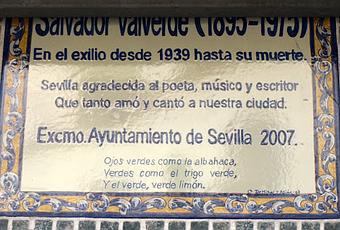 Salvador Valverde (1895-1975)
En el exilio desde 1939 hasta su muerte.
Sevilla agradecida al poeta, músico y escritor
Que tanto amó y cantó a nuestra ciudad.
Excmo. Ayuntamiento de Sevilla 2007.
Ojos verdes como la albahaca,
Verdes como el trigo verde,
Y el verde, verde limón.